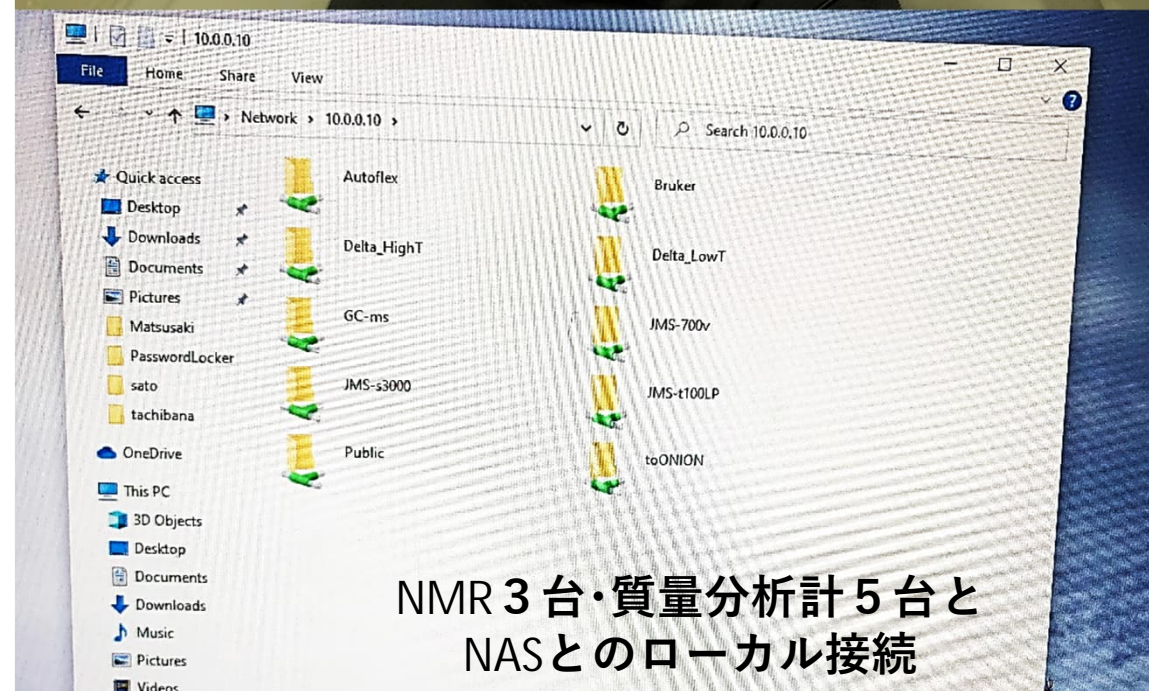 10.0.0.10
File Home Share View
Network > 10.0.0.10 >
Search 10.0.0.10
Quick access
Desktop
Downloads
Documents
Pictures
Matsusaki
PasswordLocker
sato
tachibana
OneDrive
This PC
3D Objects
Desktop
Documents
Downloads
Music
Pictures
Videos
Autoflex
Bruker
Delta_HighT
Delta_LowT
GC-ms
JMS-700v
JMS-s3000
JMS-t100LP
Public
toONION
NMR３台・質量分析計５台と
NASとのローカル接続